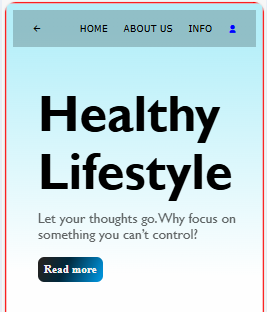 ← HOME ABOUT US INFO
Healthy
Lifestyle
Let your thoughts go.Why focus on
something you can't control?
Read more